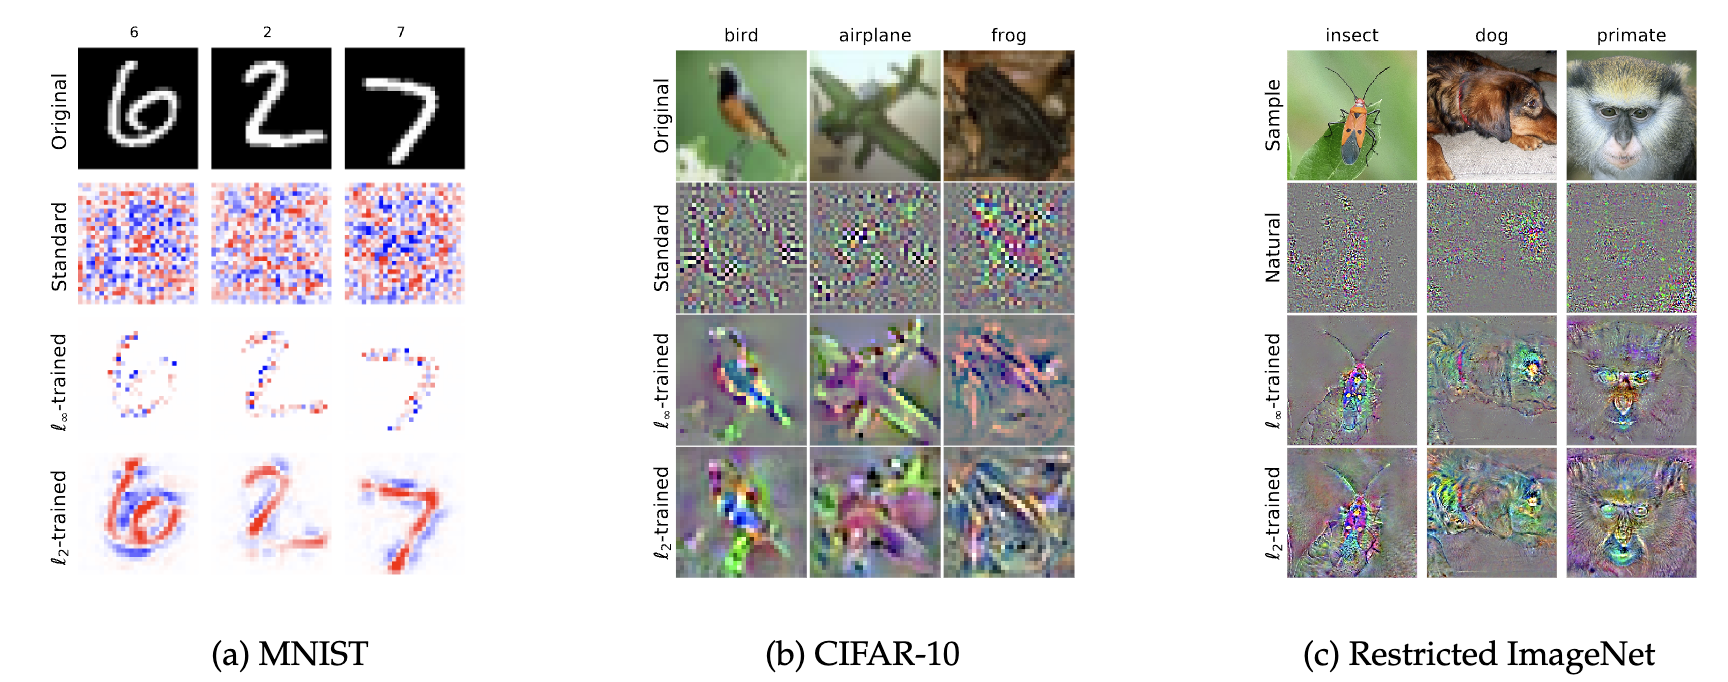 6 2 7
Original
Standard
ℓ∞-trained
ℓ2-trained
(a) MNIST
bird airplane frog
Original
Standard
ℓ∞-trained
ℓ2-trained
(b) CIFAR-10
insect dog primate
Sample
Natural
ℓ∞-trained
ℓ2-trained
(c) Restricted ImageNet